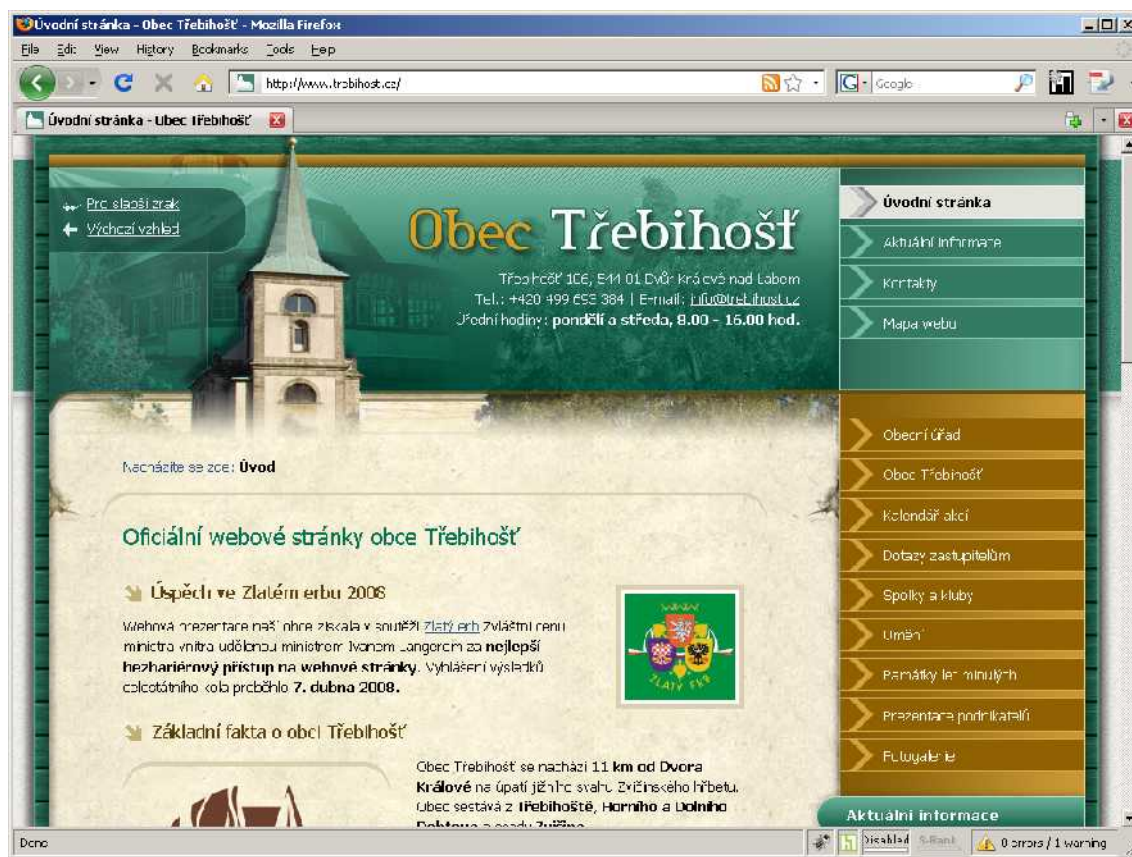 Úvodní stránka - Obec Třebihošť - Mozilla Firefox
File Edit View History Bookmarks Tools Help
http://www.trebihost.cz/
Google
Úvodní stránka - Obec Třebihošť
Pro slabší zrak
Výchozí vzhled
Obec Třebihošť
Třebihošť 106, 544 01 Dvůr Králové nad Labem
Tel.: +420 499 693 384 | E-mail: info@trebihost.cz
Úřední hodiny: pondělí a středa, 8.00 - 16.00 hod.
Úvodní stránka
Aktuální informace
Kontakty
Mapa webu
Nacházíte se zde: Úvod
Oficiální webové stránky obce Třebihošť
Úspěch ve Zlatém erbu 2008
Webová prezentace naší obce získala v soutěži Zlatý erb Zvláštní cenu
ministra vnitra udělenou ministrem Ivanem Langerem za nejlepší
bezbariérový přístup na webové stránky. Vyhlášení výsledků
celostátního kola proběhlo 7. dubna 2008.
ZLATÝ ERB
Základní fakta o obci Třebihošť
Obec Třebihošť se nachází 11 km od Dvora
Králové na úpatí jižního svahu Zvičinského hřbetu.
Obec sestává z Třebihoště, Horního a Dolního
Dehtova a osady Zvičina.
Obecní úřad
Obec Třebihošť
Kalendář akcí
Dotazy zastupitelům
Spolky a kluby
Umění
Památky let minulých
Prezentace podnikatelů
Fotogalerie
Aktuální informace
Done
Disabled
S-Rank
0 errors / 1 warning